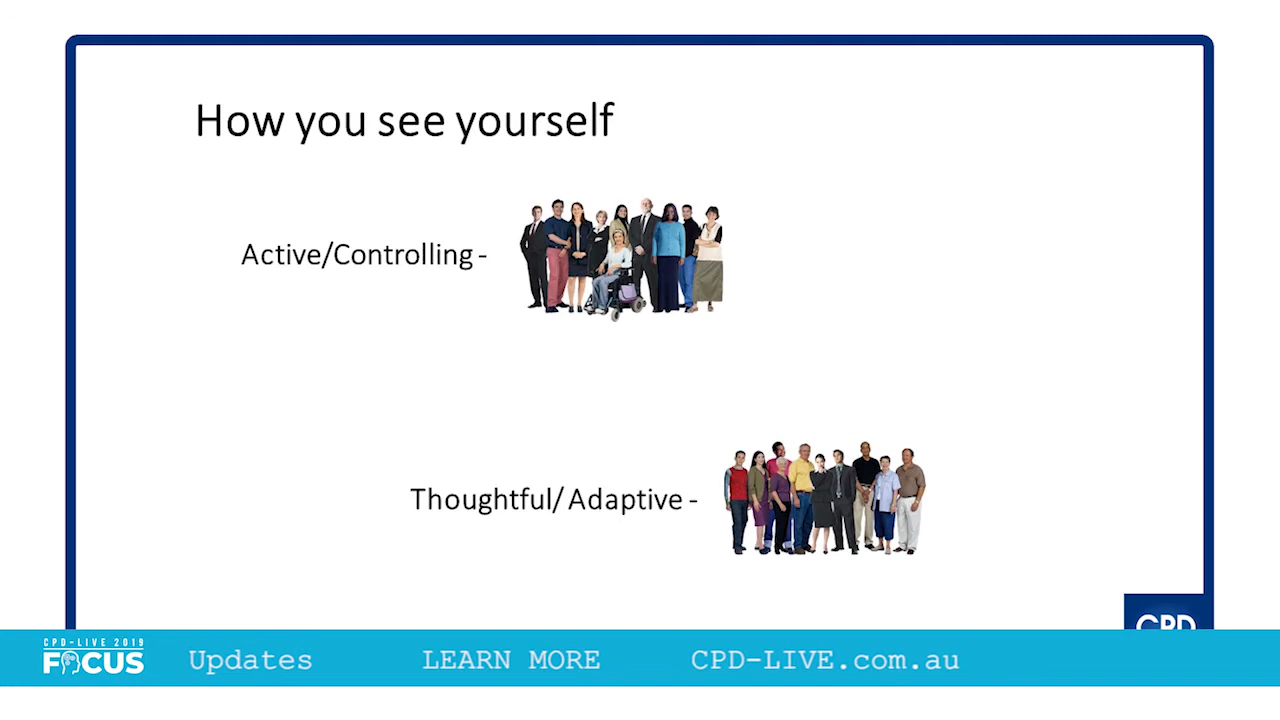 How you see yourself
Active/Controlling -
Thoughtful/ Adaptive -
CPD
CPD-LIVE 2019
FOCUS
Updates
LEARN MORE
CPD-LIVE.com.au